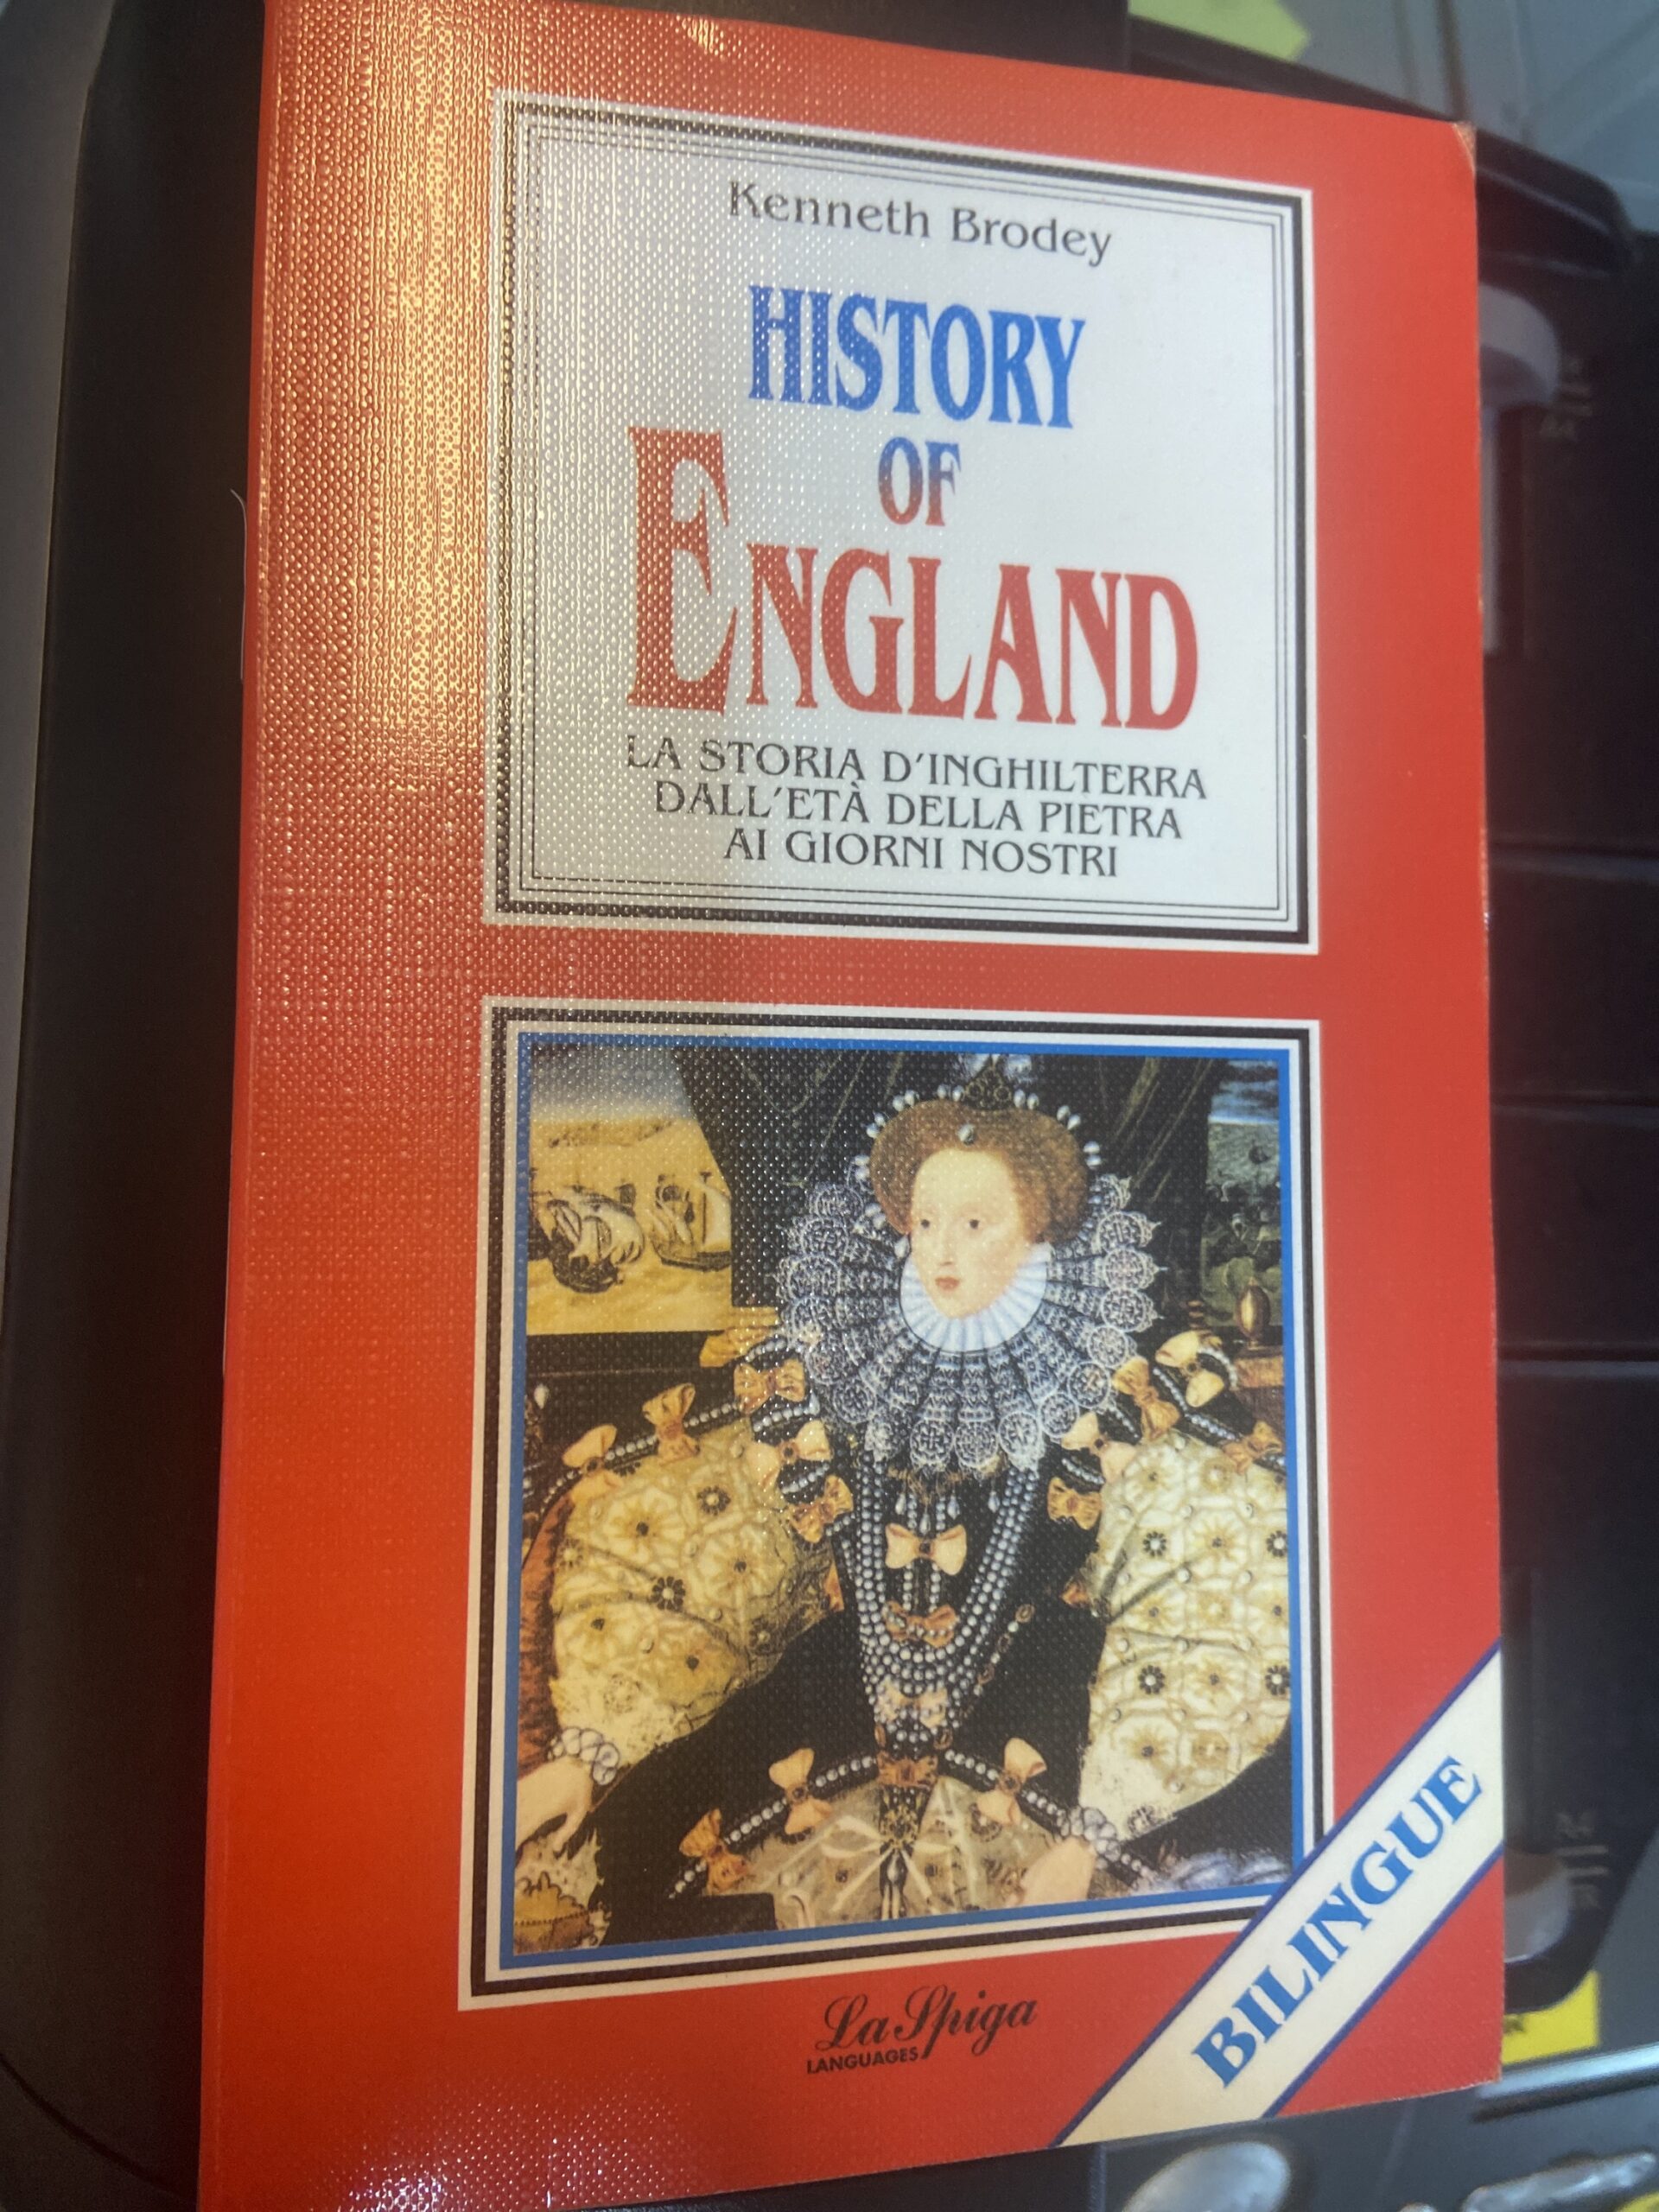 Kenneth Brodey
HISTORY
OF
ENGLAND
LA STORIA D'INGHILTERRA
DALL'ETÀ DELLA PIETRA
AI GIORNI NOSTRI
La Spiga
LANGUAGES
BILINGUE